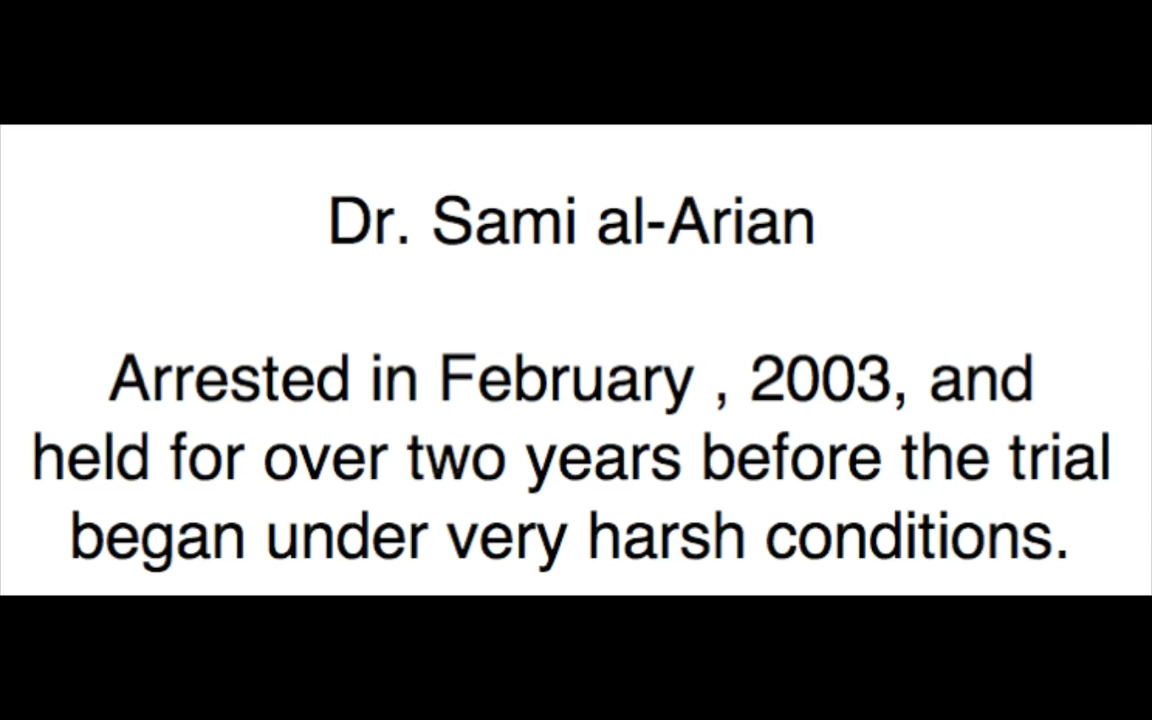 Dr. Sami al-Arian
Arrested in February , 2003, and
held for over two years before the trial
began under very harsh conditions.